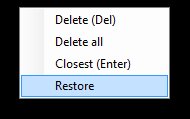 Delete (Del)
Delete all
Closest (Enter)
Restore